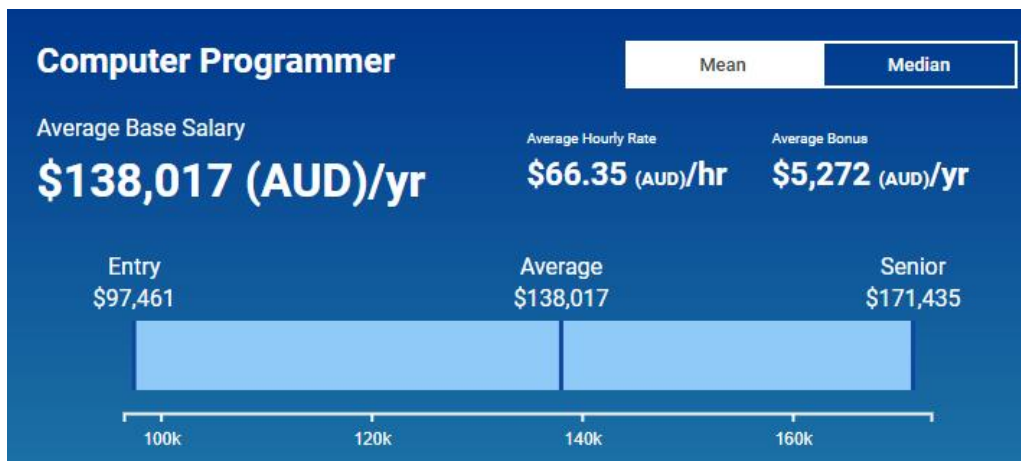 Computer Programmer
Mean
Median
Average Base Salary
$138,017 (AUD)/yr
Average Hourly Rate
$66.35 (AUD)/hr
Average Bonus
$5,272 (AUD)/yr
Entry
$97,461
Average
$138,017
Senior
$171,435
100k
120k
140k
160k